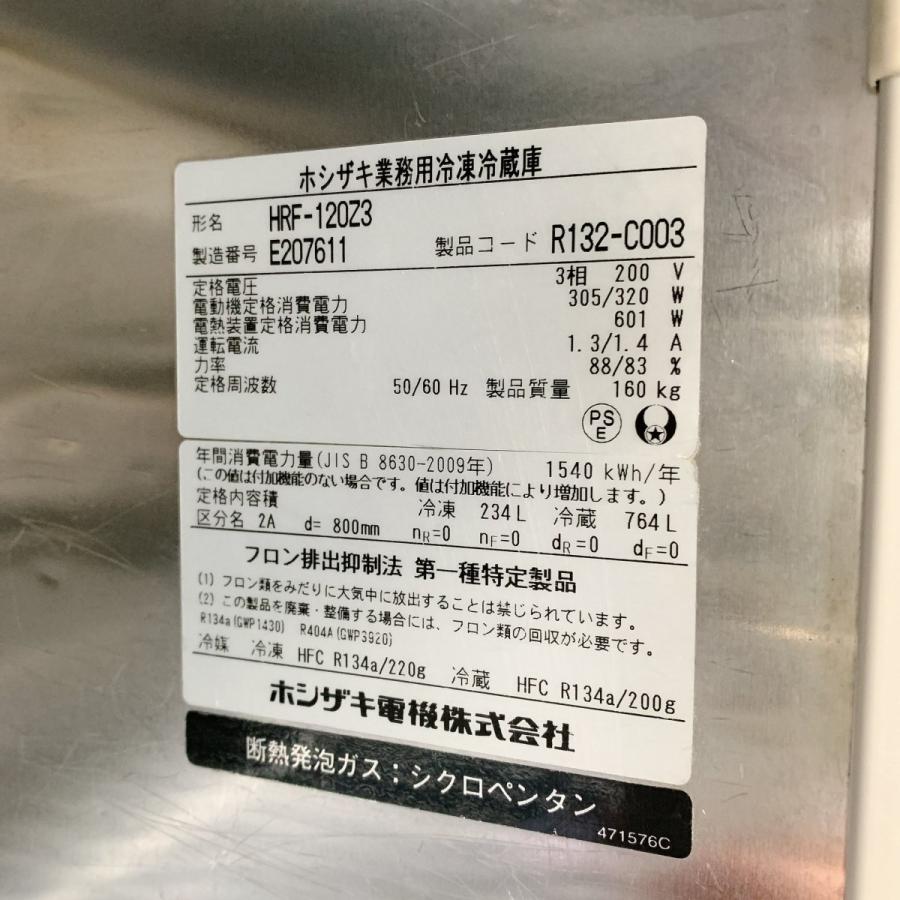 ホシザキ業務用冷凍冷蔵庫
形名 HRF-120Z3
製造番号 E207611 製品コード R132-C003
定格電圧 3相 200 V
電動機定格消費電力 305/320 W
電熱装置定格消費電力 601 W
運転電流 1.3/1.4 A
力率 88/83 %
定格周波数 50/60 Hz 製品質量 160 kg
PS
E
年間消費電力量(JIS B 8630-2009年) 1540 kWh/年
(この値は付加機能のない場合です。値は付加機能により増加します。)
定格内容積 冷凍 234 L 冷蔵 764 L
区分名 2A d= 800mm nR=0 nF=0 dR=0 dF=0
フロン排出抑制法 第一種特定製品
(1) フロン類をみだりに大気中に放出することは禁じられています。
(2) この製品を廃棄・整備する場合には、フロン類の回収が必要です。
R134a(GWP1430) R404A(GWP3920)
冷媒 冷凍 HFC R134a/220g 冷蔵 HFC R134a/200g
ホシザキ電機株式会社
断熱発泡ガス:シクロペンタン
471576C